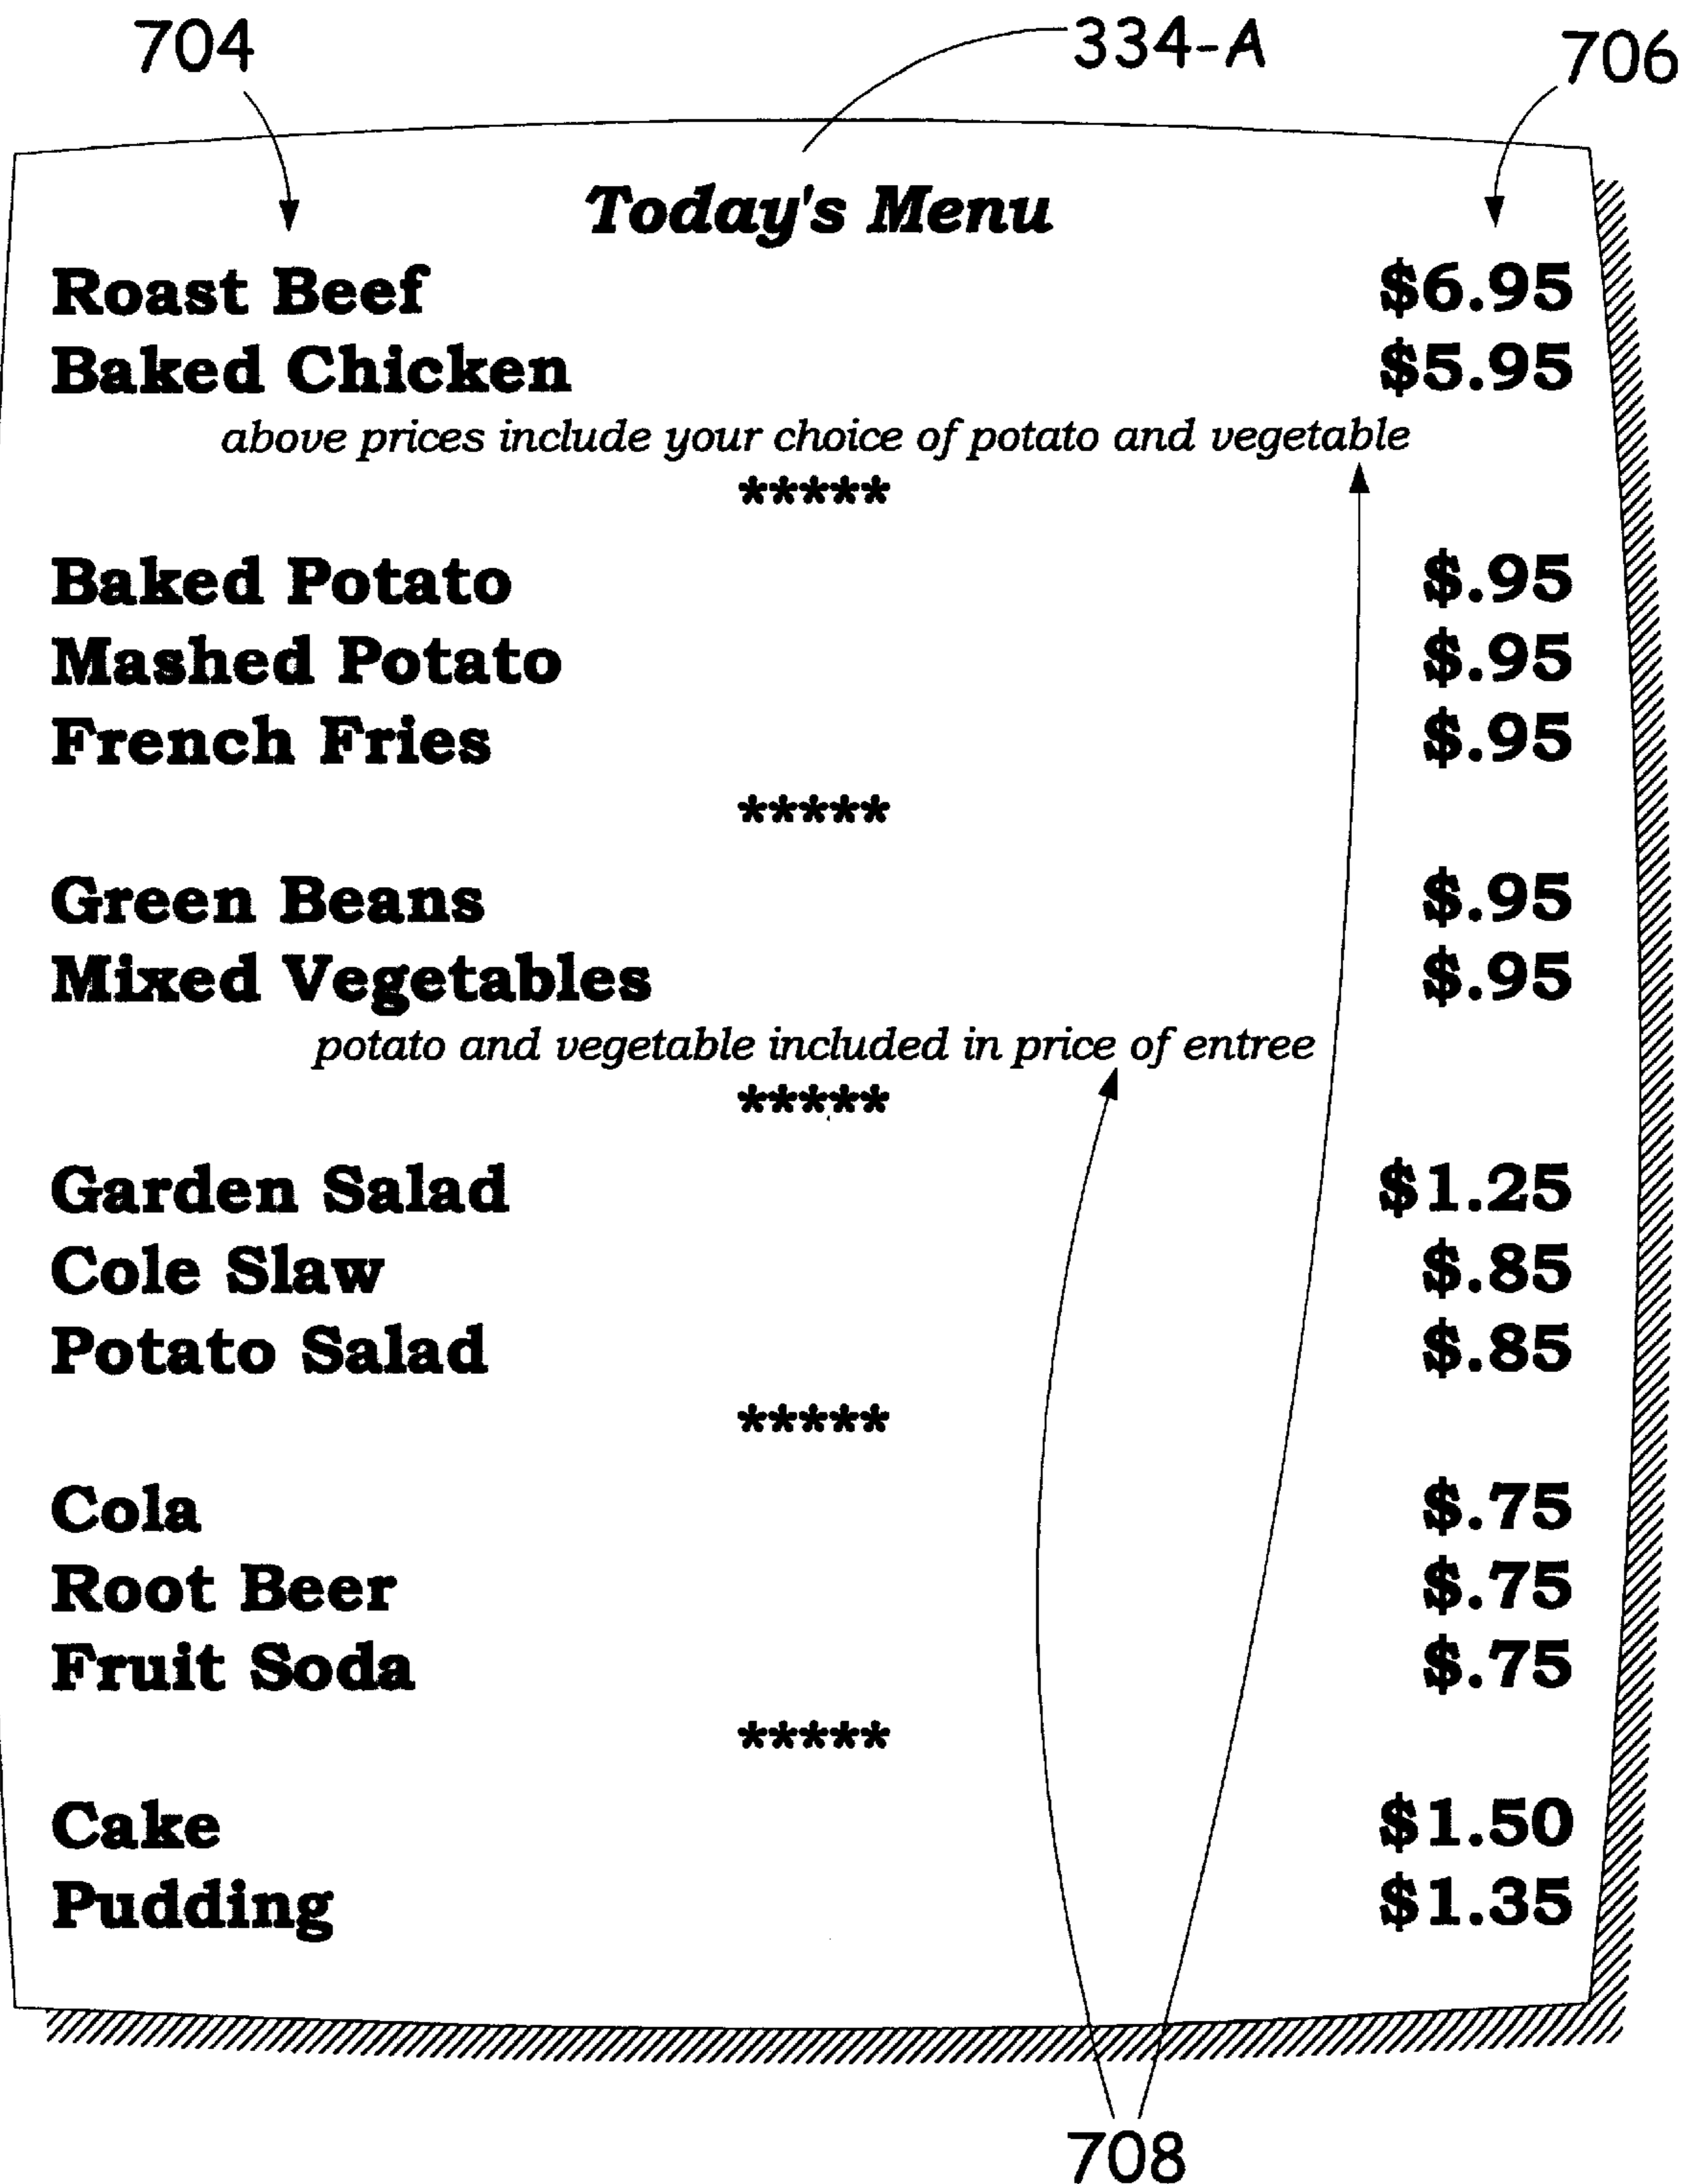 704 334-A 706
Today's Menu
Roast Beef $6.95
Baked Chicken $5.95
above prices include your choice of potato and vegetable
*****
Baked Potato $.95
Mashed Potato $.95
French Fries $.95
*****
Green Beans $.95
Mixed Vegetables $.95
potato and vegetable included in price of entree
*****
Garden Salad $1.25
Cole Slaw $.85
Potato Salad $.85
*****
Cola $.75
Root Beer $.75
Fruit Soda $.75
*****
Cake $1.50
Pudding $1.35
708